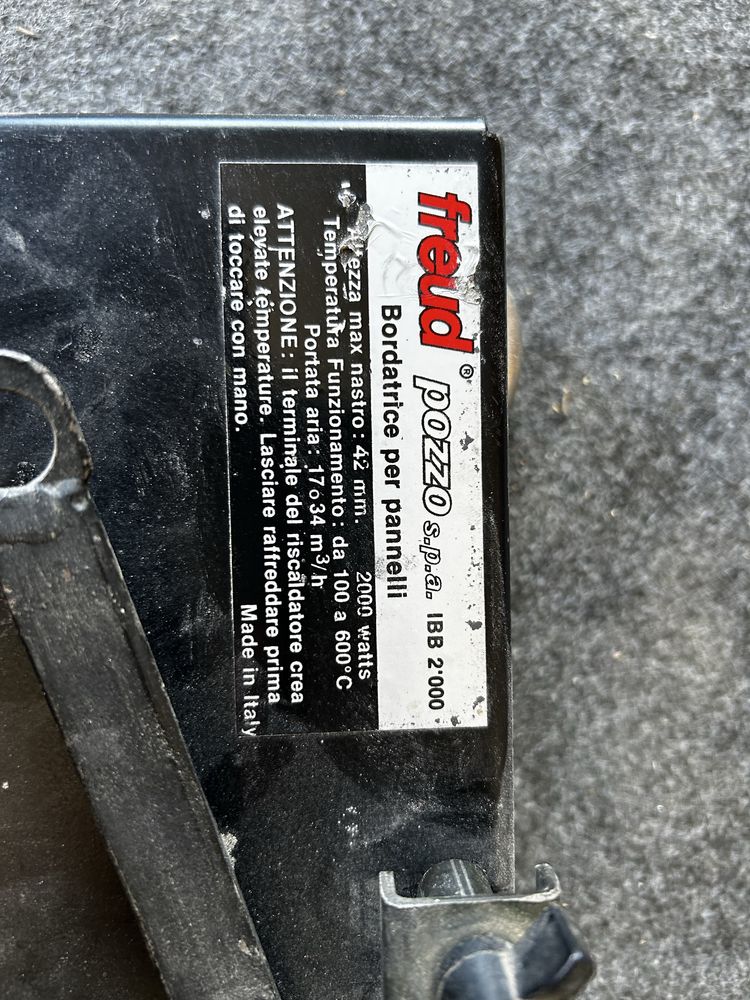 freud® pozzo s.p.a. IBB 2'000
Bordatrice per pannelli
max nastro: 42 mm. 2000 watts
Temperatura Funzionamento: da 100 a 600°C
Portata aria: 17 ó 34 m³/h
ATTENZIONE: il terminale del riscaldatore crea
elevate temperature. Lasciare raffreddare prima
di toccare con mano.
Made in Italy